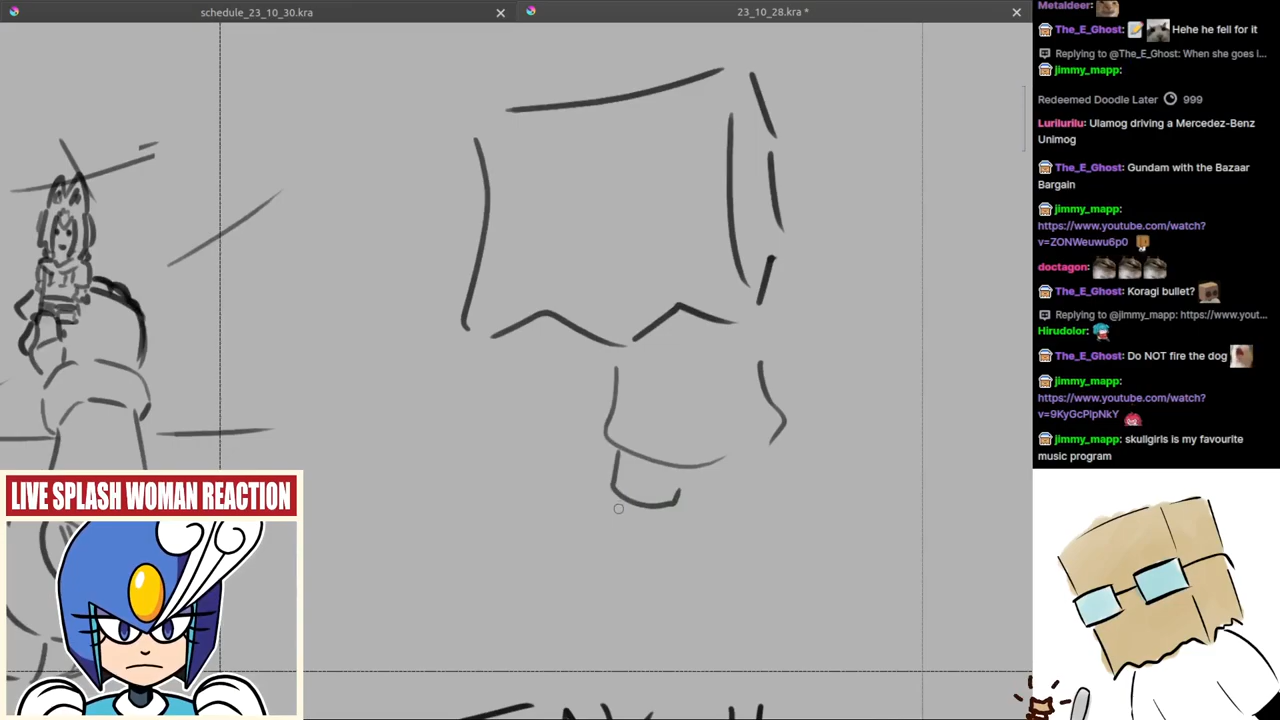 schedule_23_10_30.kra
23_10_28.kra *
Metaldeer:
The_E_Ghost: Hehe he fell for it
Replying to @The_E_Ghost: When she goes i...
jimmy_mapp:
Redeemed Doodle Later 999
Lurilurilu: Ulamog driving a Mercedez-Benz
Unimog
The_E_Ghost: Gundam with the Bazaar
Bargain
jimmy_mapp:
https://www.youtube.com/watch?
v=ZONWeuwu6p0
doctagon:
The_E_Ghost: Koragi bullet?
Replying to @jimmy_mapp: https://www.yout...
Hirudolor:
The_E_Ghost: Do NOT fire the dog
jimmy_mapp:
https://www.youtube.com/watch?
v=9KyGcPlpNkY
jimmy_mapp: skullgirls is my favourite
music program
LIVE SPLASH WOMAN REACTION